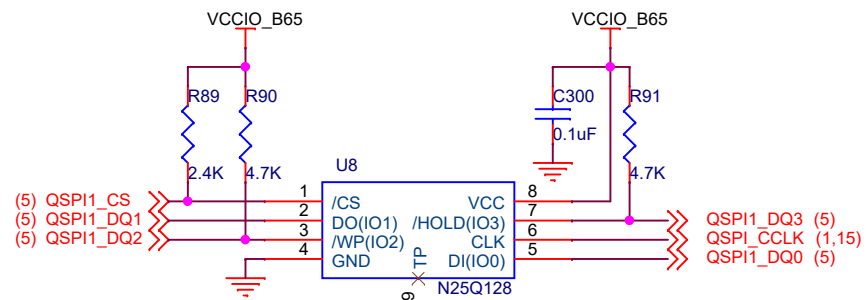 VCCIO_B65
VCCIO_B65
R89
R90
C300
R91
0.1uF
2.4K
4.7K
U8
4.7K
(5) QSPI1_CS
1
/CS
VCC
8
(5) QSPI1_DQ1
2
DO(IO1)
/HOLD(IO3)
7
QSPI1_DQ3 (5)
(5) QSPI1_DQ2
3
/WP(IO2)
CLK
6
QSPI_CCLK (1,15)
4
GND
TP
DI(IO0)
5
QSPI1_DQ0 (5)
9
N25Q128